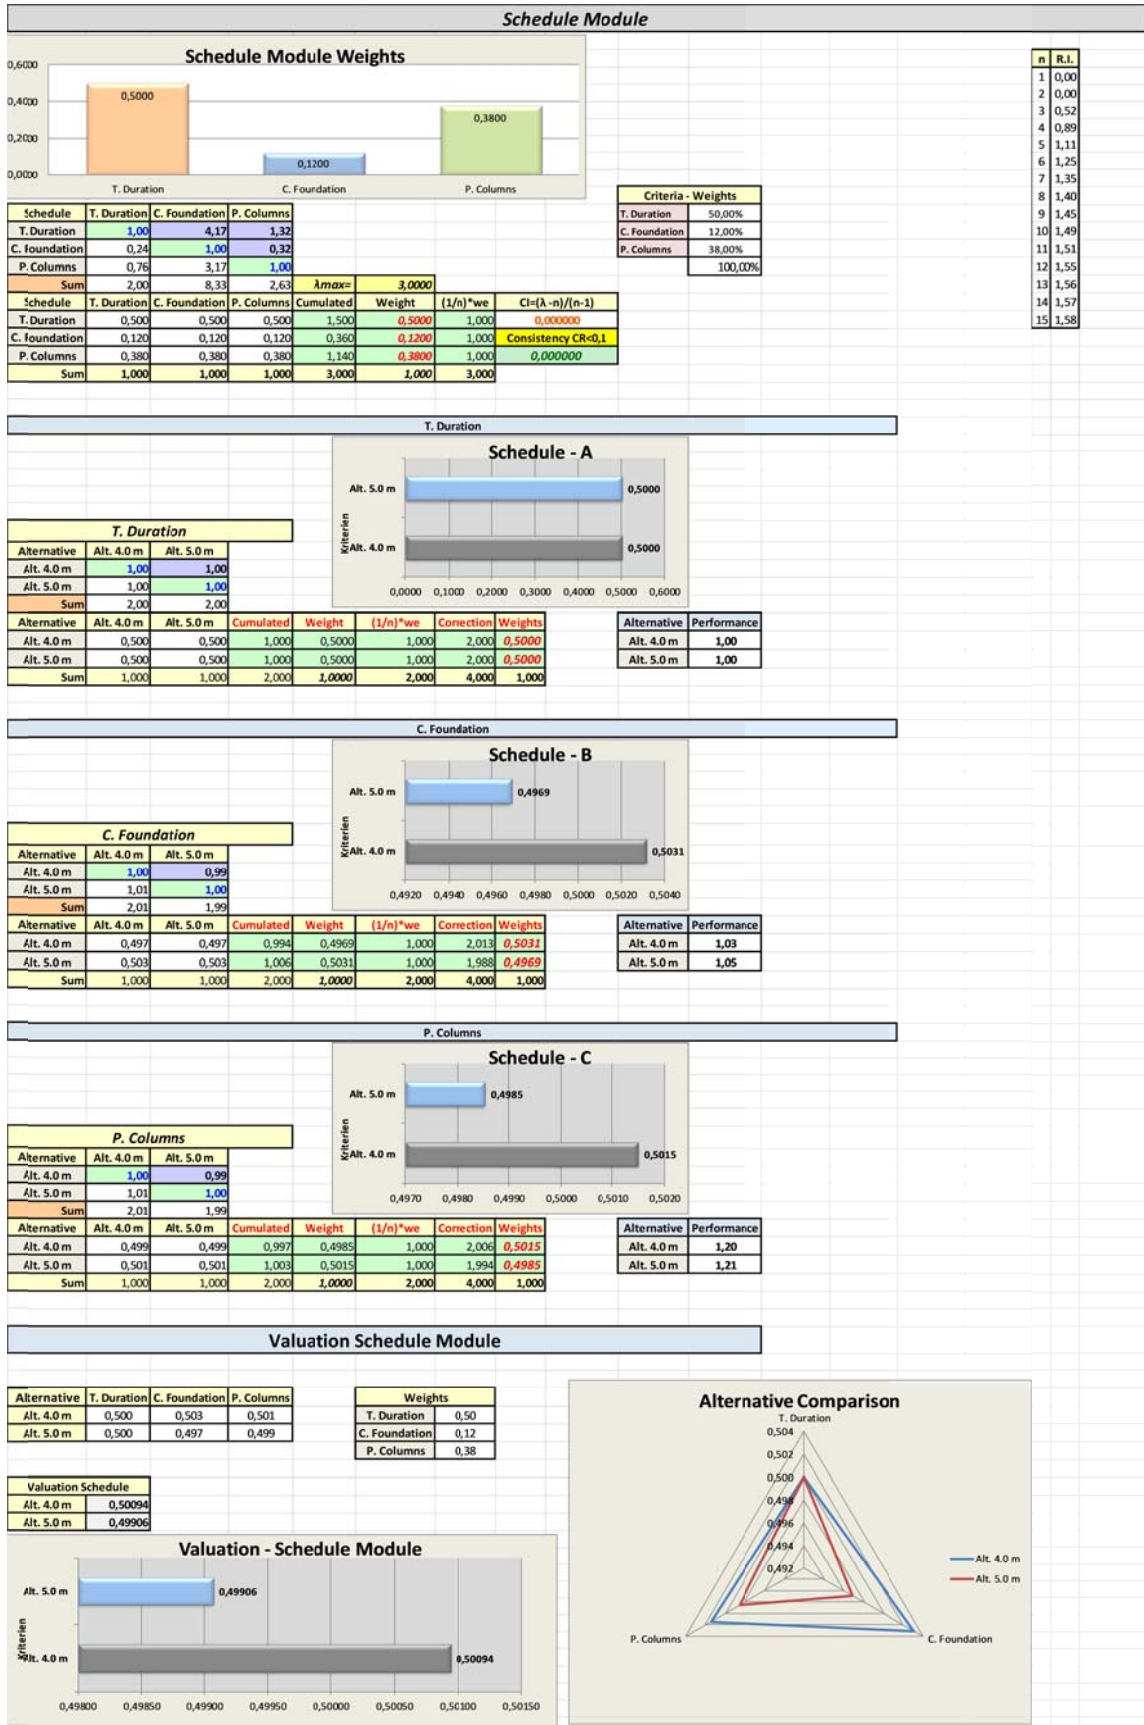 Schedule Module
Schedule Module Weights
0,6000
0,4000
0,2000
0,0000
0,5000
0,1200
0,3800
T. Duration C. Foundation P. Columns
n R.I.
1 0,00
2 0,00
3 0,52
4 0,89
5 1,11
6 1,25
7 1,35
8 1,40
9 1,45
10 1,49
11 1,51
12 1,55
13 1,56
14 1,57
15 1,58
Criteria - Weights
T. Duration 50,00%
C. Foundation 12,00%
P. Columns 38,00%
100,00%
Schedule T. Duration C. Foundation P. Columns
T. Duration 1,00 4,17 1,32
C. Foundation 0,24 1,00 0,32
P. Columns 0,76 3,17 1,00
Sum 2,00 8,33 2,63 λmax= 3,0000
Schedule T. Duration C. Foundation P. Columns Cumulated Weight (1/n)*we CI=(λ -n)/(n-1)
T. Duration 0,500 0,500 0,500 1,500 0,5000 1,000 0,000000
C. Foundation 0,120 0,120 0,120 0,360 0,1200 1,000 Consistency CR<0,1
P. Columns 0,380 0,380 0,380 1,140 0,3800 1,000 0,000000
Sum 1,000 1,000 1,000 3,000 1,000 3,000
T. Duration
Schedule - A
Kriterien
Alt. 5.0 m 0,5000
Alt. 4.0 m 0,5000
0,0000 0,1000 0,2000 0,3000 0,4000 0,5000 0,6000
T. Duration
Alternative Alt. 4.0 m Alt. 5.0 m
Alt. 4.0 m 1,00 1,00
Alt. 5.0 m 1,00 1,00
Sum 2,00 2,00
Alternative Alt. 4.0 m Alt. 5.0 m Cumulated Weight (1/n)*we Correction Weights
Alt. 4.0 m 0,500 0,500 1,000 0,5000 1,000 2,000 0,5000
Alt. 5.0 m 0,500 0,500 1,000 0,5000 1,000 2,000 0,5000
Sum 1,000 1,000 2,000 1,0000 2,000 4,000 1,000
Alternative Performance
Alt. 4.0 m 1,00
Alt. 5.0 m 1,00
C. Foundation
Schedule - B
Kriterien
Alt. 5.0 m 0,4969
Alt. 4.0 m 0,5031
0,4920 0,4940 0,4960 0,4980 0,5000 0,5020 0,5040
C. Foundation
Alternative Alt. 4.0 m Alt. 5.0 m
Alt. 4.0 m 1,00 0,99
Alt. 5.0 m 1,01 1,00
Sum 2,01 1,99
Alternative Alt. 4.0 m Alt. 5.0 m Cumulated Weight (1/n)*we Correction Weights
Alt. 4.0 m 0,497 0,497 0,994 0,4969 1,000 2,013 0,5031
Alt. 5.0 m 0,503 0,503 1,006 0,5031 1,000 1,988 0,4969
Sum 1,000 1,000 2,000 1,0000 2,000 4,000 1,000
Alternative Performance
Alt. 4.0 m 1,03
Alt. 5.0 m 1,05
P. Columns
Schedule - C
Kriterien
Alt. 5.0 m 0,4985
Alt. 4.0 m 0,5015
0,4970 0,4980 0,4990 0,5000 0,5010 0,5020
P. Columns
Alternative Alt. 4.0 m Alt. 5.0 m
Alt. 4.0 m 1,00 0,99
Alt. 5.0 m 1,01 1,00
Sum 2,01 1,99
Alternative Alt. 4.0 m Alt. 5.0 m Cumulated Weight (1/n)*we Correction Weights
Alt. 4.0 m 0,499 0,499 0,997 0,4985 1,000 2,006 0,5015
Alt. 5.0 m 0,501 0,501 1,003 0,5015 1,000 1,994 0,4985
Sum 1,000 1,000 2,000 1,0000 2,000 4,000 1,000
Alternative Performance
Alt. 4.0 m 1,20
Alt. 5.0 m 1,21
Valuation Schedule Module
Alternative T. Duration C. Foundation P. Columns
Alt. 4.0 m 0,500 0,503 0,501
Alt. 5.0 m 0,500 0,497 0,499
Weights
T. Duration 0,50
C. Foundation 0,12
P. Columns 0,38
Valuation Schedule
Alt. 4.0 m 0,50094
Alt. 5.0 m 0,49906
Valuation - Schedule Module
Kriterien
Alt. 5.0 m 0,49906
Alt. 4.0 m 0,50094
0,49800 0,49850 0,49900 0,49950 0,50000 0,50050 0,50100 0,50150
Alternative Comparison
T. Duration
0,504
0,502
0,500
0,498
0,496
0,494
0,492
P. Columns
C. Foundation
Alt. 4.0 m
Alt. 5.0 m